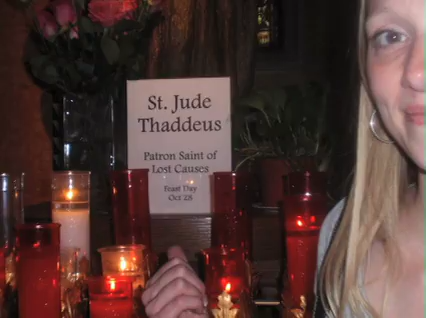 St. Jude
Thaddeus
Patron Saint of
Lost Causes
Feast Day
Oct 28